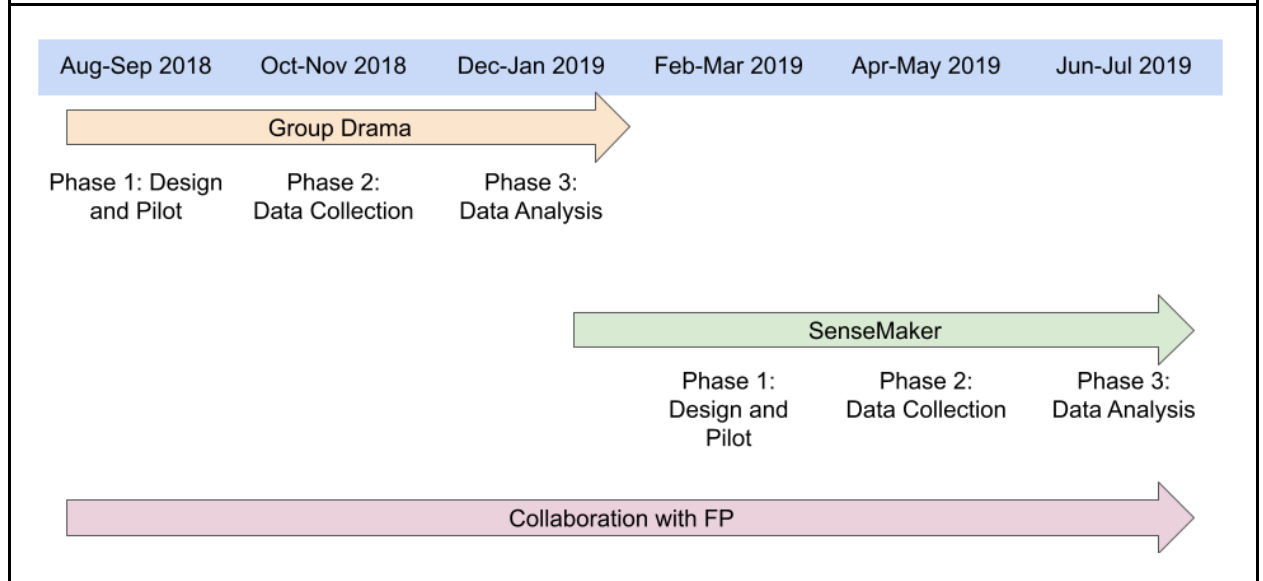 Aug-Sep 2018 Oct-Nov 2018 Dec-Jan 2019 Feb-Mar 2019 Apr-May 2019 Jun-Jul 2019
Group Drama
Phase 1: Design
and Pilot
Phase 2:
Data Collection
Phase 3:
Data Analysis
SenseMaker
Phase 1:
Design and
Pilot
Phase 2:
Data Collection
Phase 3:
Data Analysis
Collaboration with FP